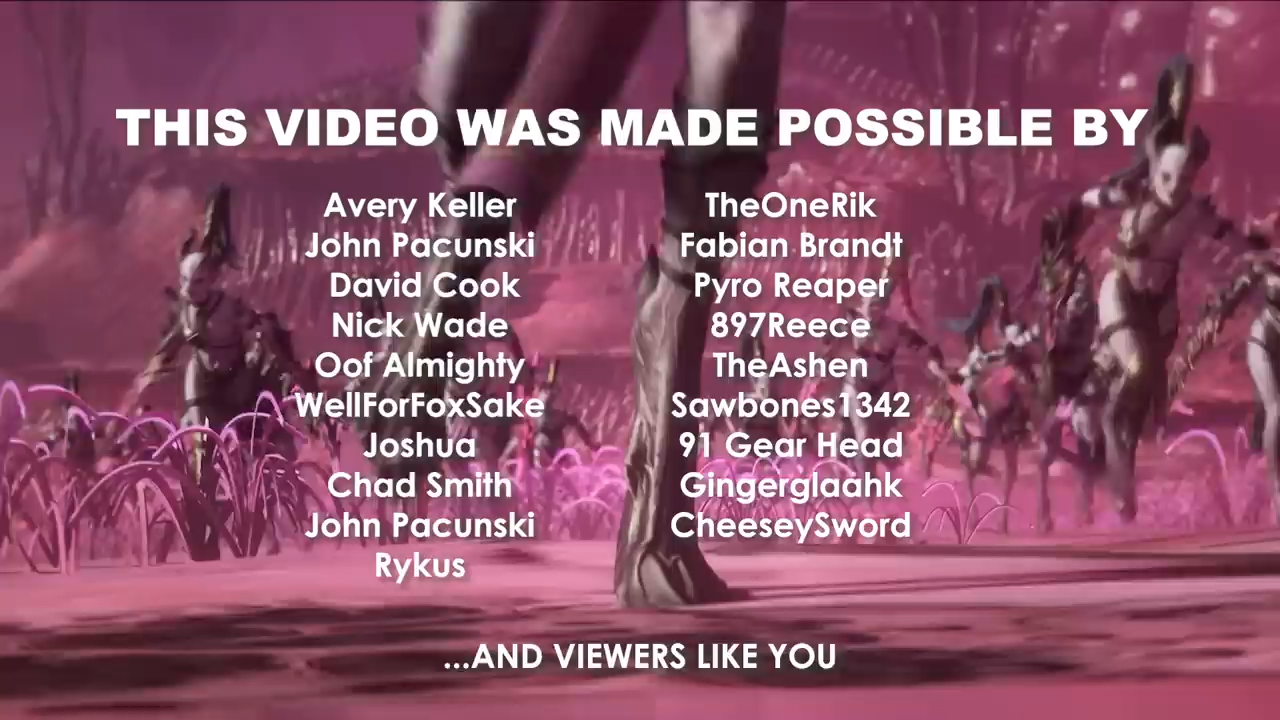 THIS VIDEO WAS MADE POSSIBLE BY
Avery Keller
John Pacunski
David Cook
Nick Wade
Oof Almighty
WellForFoxSake
Joshua
Chad Smith
John Pacunski
Rykus
TheOneRik
Fabian Brandt
Pyro Reaper
897Reece
TheAshen
Sawbones1342
91 Gear Head
Gingerglaahk
CheeseySword
...AND VIEWERS LIKE YOU